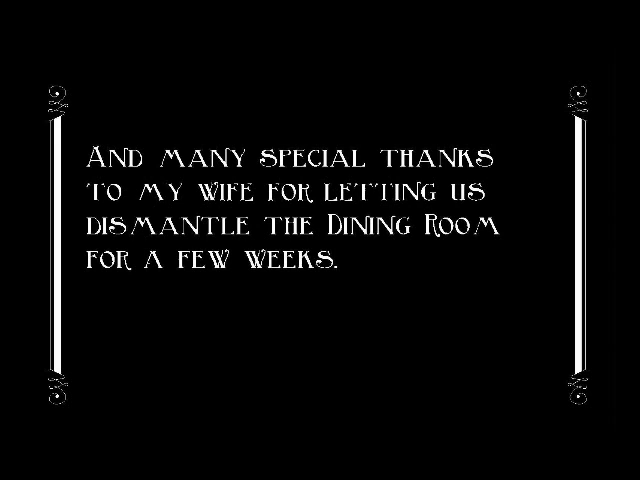 And many special thanks
to my wife for letting us
dismantle the Dining Room
for a few weeks.